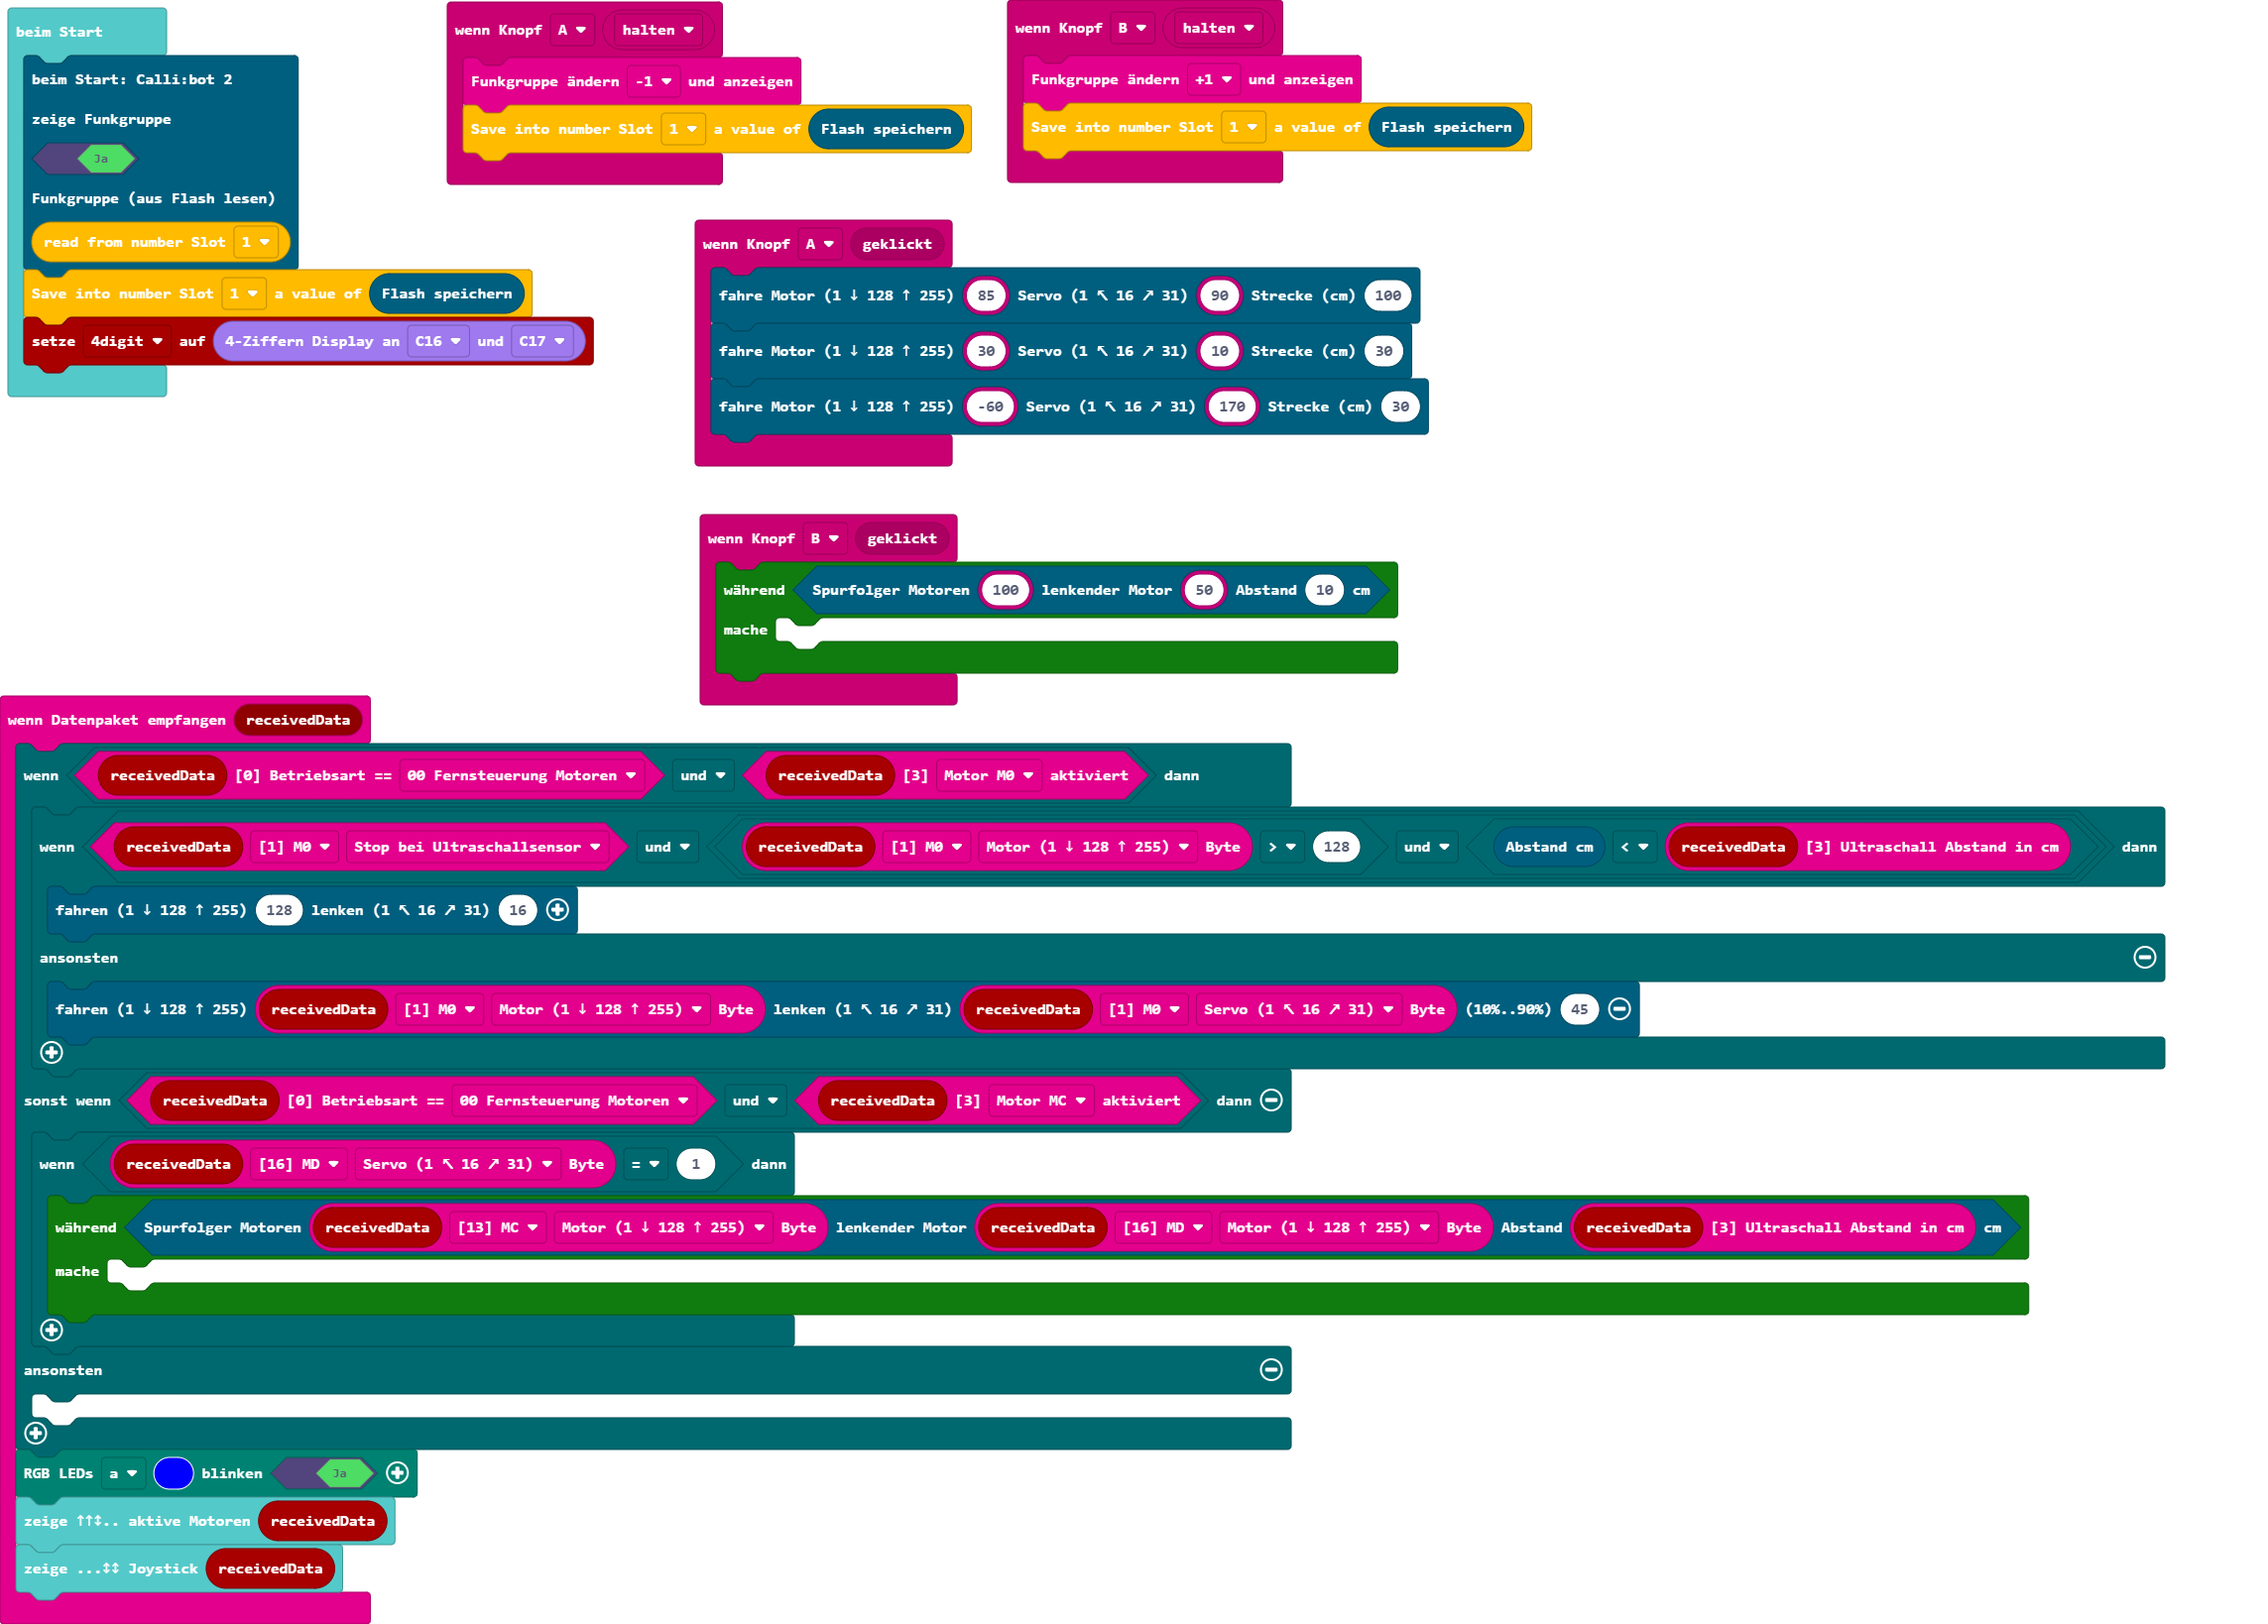 beim Start
beim Start: Calli:bot 2
zeige Funkgruppe
Ja
Funkgruppe (aus Flash lesen)
read from number Slot 1
Save into number Slot 1 a value of Flash speichern
setze 4digit auf 4-Ziffern Display an C16 und C17
wenn Knopf A halten
Funkgruppe ändern -1 und anzeigen
Save into number Slot 1 a value of Flash speichern
wenn Knopf B halten
Funkgruppe ändern +1 und anzeigen
Save into number Slot 1 a value of Flash speichern
wenn Knopf A geklickt
fahre Motor (1 ↓ 128 ↑ 255) 85 Servo (1 ↖ 16 ↗ 31) 90 Strecke (cm) 100
fahre Motor (1 ↓ 128 ↑ 255) 30 Servo (1 ↖ 16 ↗ 31) 10 Strecke (cm) 30
fahre Motor (1 ↓ 128 ↑ 255) -60 Servo (1 ↖ 16 ↗ 31) 170 Strecke (cm) 30
wenn Knopf B geklickt
während Spurfolger Motoren 100 lenkender Motor 50 Abstand 10 cm
mache
wenn Datenpaket empfangen receivedData
wenn receivedData [0] Betriebsart == 00 Fernsteuerung Motoren und receivedData [3] Motor M0 aktiviert dann
wenn receivedData [1] M0 Stop bei Ultraschallsensor und receivedData [1] M0 Motor (1 ↓ 128 ↑ 255) Byte > 128 und Abstand cm < receivedData [3] Ultraschall Abstand in cm dann
fahren (1 ↓ 128 ↑ 255) 128 lenken (1 ↖ 16 ↗ 31) 16
ansonsten
fahren (1 ↓ 128 ↑ 255) receivedData [1] M0 Motor (1 ↓ 128 ↑ 255) Byte lenken (1 ↖ 16 ↗ 31) receivedData [1] M0 Servo (1 ↖ 16 ↗ 31) Byte (10%..90%) 45
sonst wenn receivedData [0] Betriebsart == 00 Fernsteuerung Motoren und receivedData [3] Motor MC aktiviert dann
wenn receivedData [16] MD Servo (1 ↖ 16 ↗ 31) Byte = 1 dann
während Spurfolger Motoren receivedData [13] MC Motor (1 ↓ 128 ↑ 255) Byte lenkender Motor receivedData [16] MD Motor (1 ↓ 128 ↑ 255) Byte Abstand receivedData [3] Ultraschall Abstand in cm cm
mache
ansonsten
RGB LEDs a blinken Ja
zeige ↑↑↕.. aktive Motoren receivedData
zeige ...↕↕ Joystick receivedData